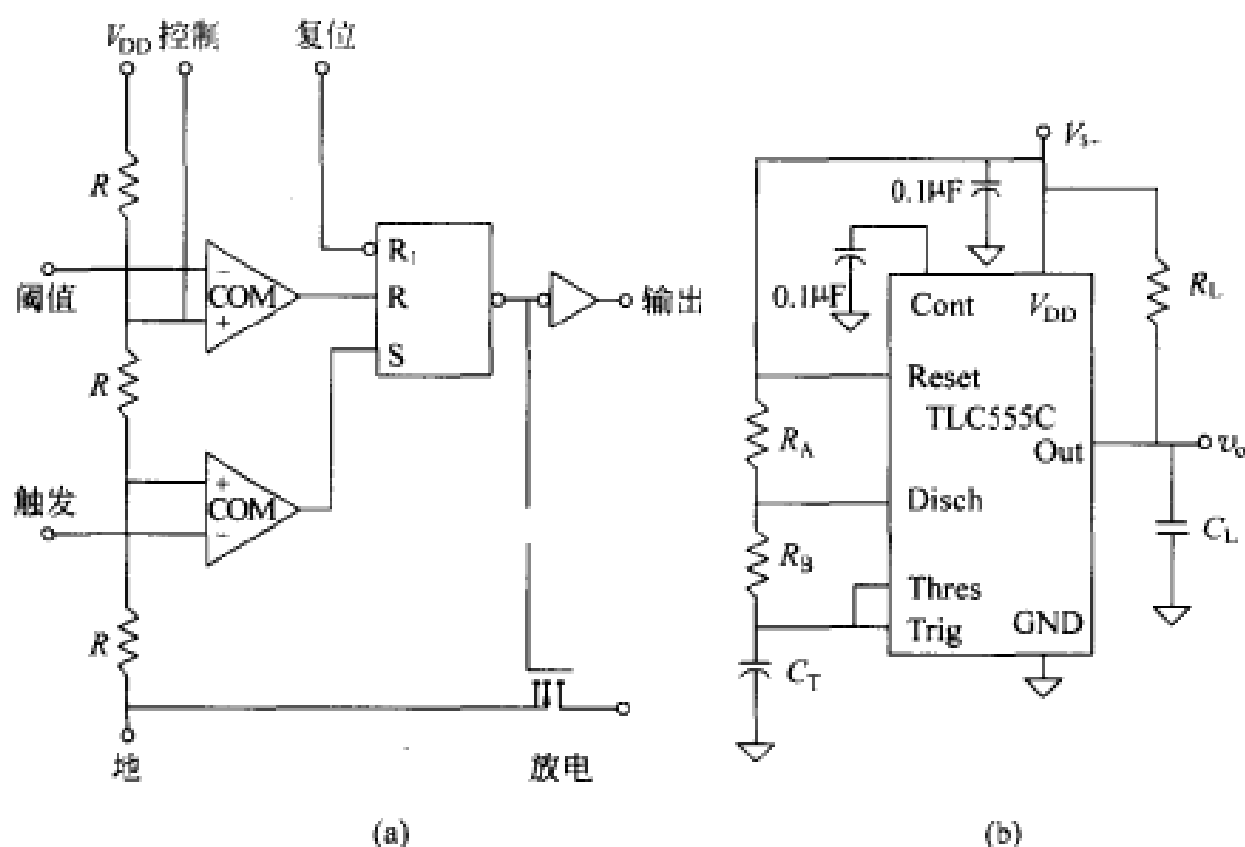 V_DD 控制
复位
R
阈值
COM
R₁
R
S
输出
R
触发
COM
R
地
放电
(a)
0.1μF
0.1μF
Cont
V_DD
R_L
Reset
TLC555C
R_A
Out
v_o
Disch
C_L
R_B
Thres
Trig
GND
C_T
(b)